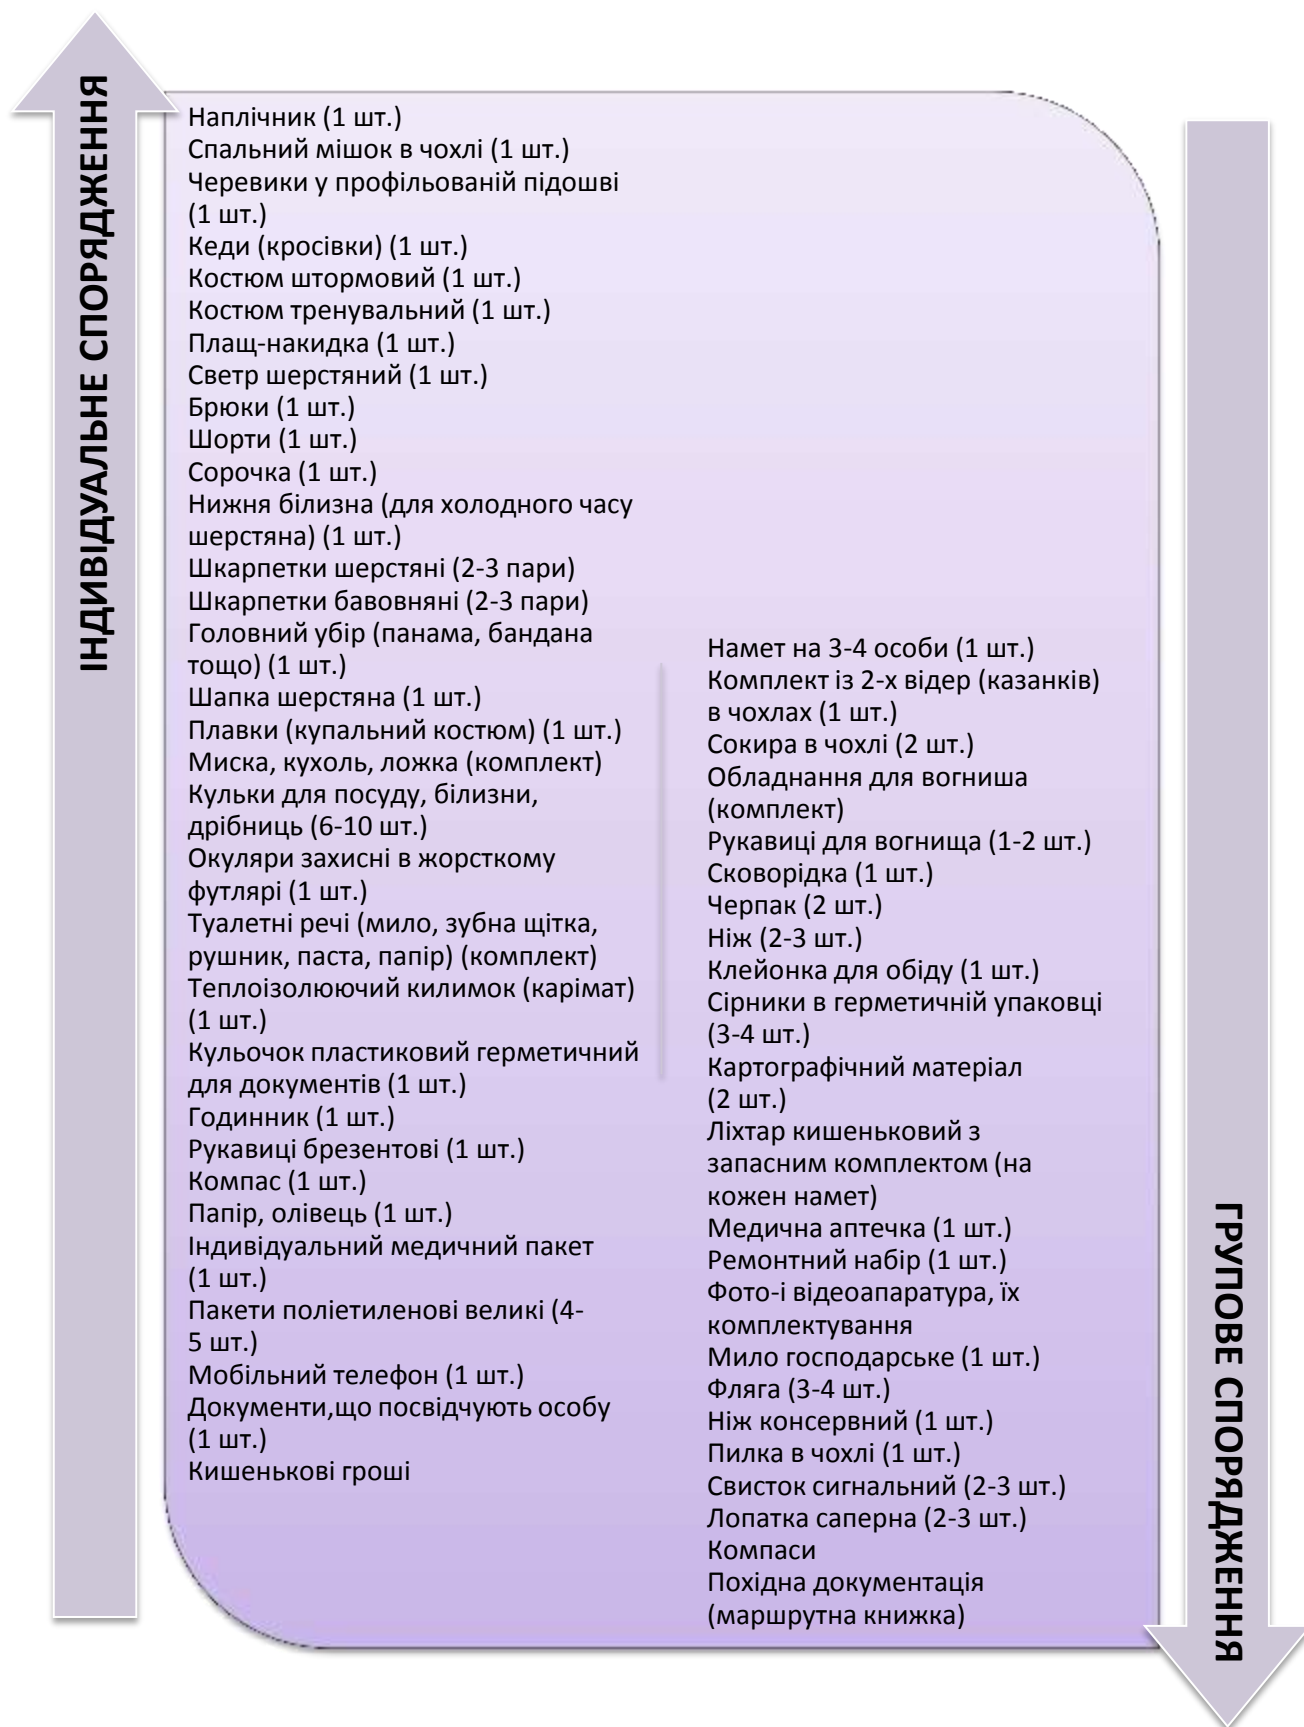 ІНДИВІДУАЛЬНЕ СПОРЯДЖЕННЯ
Наплічник (1 шт.)
Спальний мішок в чохлі (1 шт.)
Черевики у профільованій підошві
(1 шт.)
Кеди (кросівки) (1 шт.)
Костюм штормовий (1 шт.)
Костюм тренувальний (1 шт.)
Плащ-накидка (1 шт.)
Светр шерстяний (1 шт.)
Брюки (1 шт.)
Шорти (1 шт.)
Сорочка (1 шт.)
Нижня білизна (для холодного часу
шерстяна) (1 шт.)
Шкарпетки шерстяні (2-3 пари)
Шкарпетки бавовняні (2-3 пари)
Головний убір (панама, бандана
тощо) (1 шт.)
Шапка шерстяна (1 шт.)
Плавки (купальний костюм) (1 шт.)
Миска, кухоль, ложка (комплект)
Кульки для посуду, білизни,
дрібниць (6-10 шт.)
Окуляри захисні в жорсткому
футлярі (1 шт.)
Туалетні речі (мило, зубна щітка,
рушник, паста, папір) (комплект)
Теплоізолюючий килимок (карімат)
(1 шт.)
Кульочок пластиковий герметичний
для документів (1 шт.)
Годинник (1 шт.)
Рукавиці брезентові (1 шт.)
Компас (1 шт.)
Папір, олівець (1 шт.)
Індивідуальний медичний пакет
(1 шт.)
Пакети поліетиленові великі (4-
5 шт.)
Мобільний телефон (1 шт.)
Документи,що посвідчують особу
(1 шт.)
Кишенькові гроші
Намет на 3-4 особи (1 шт.)
Комплект із 2-х відер (казанків)
в чохлах (1 шт.)
Сокира в чохлі (2 шт.)
Обладнання для вогниша
(комплект)
Рукавиці для вогнища (1-2 шт.)
Сковорідка (1 шт.)
Черпак (2 шт.)
Ніж (2-3 шт.)
Клейонка для обіду (1 шт.)
Сірники в герметичній упаковці
(3-4 шт.)
Картографічний матеріал
(2 шт.)
Ліхтар кишеньковий з
запасним комплектом (на
кожен намет)
Медична аптечка (1 шт.)
Ремонтний набір (1 шт.)
Фото-і відеоапаратура, їх
комплектування
Мило господарське (1 шт.)
Фляга (3-4 шт.)
Ніж консервний (1 шт.)
Пилка в чохлі (1 шт.)
Свисток сигнальний (2-3 шт.)
Лопатка саперна (2-3 шт.)
Компаси
Похідна документація
(маршрутна книжка)
ГРУПОВЕ СПОРЯДЖЕННЯ